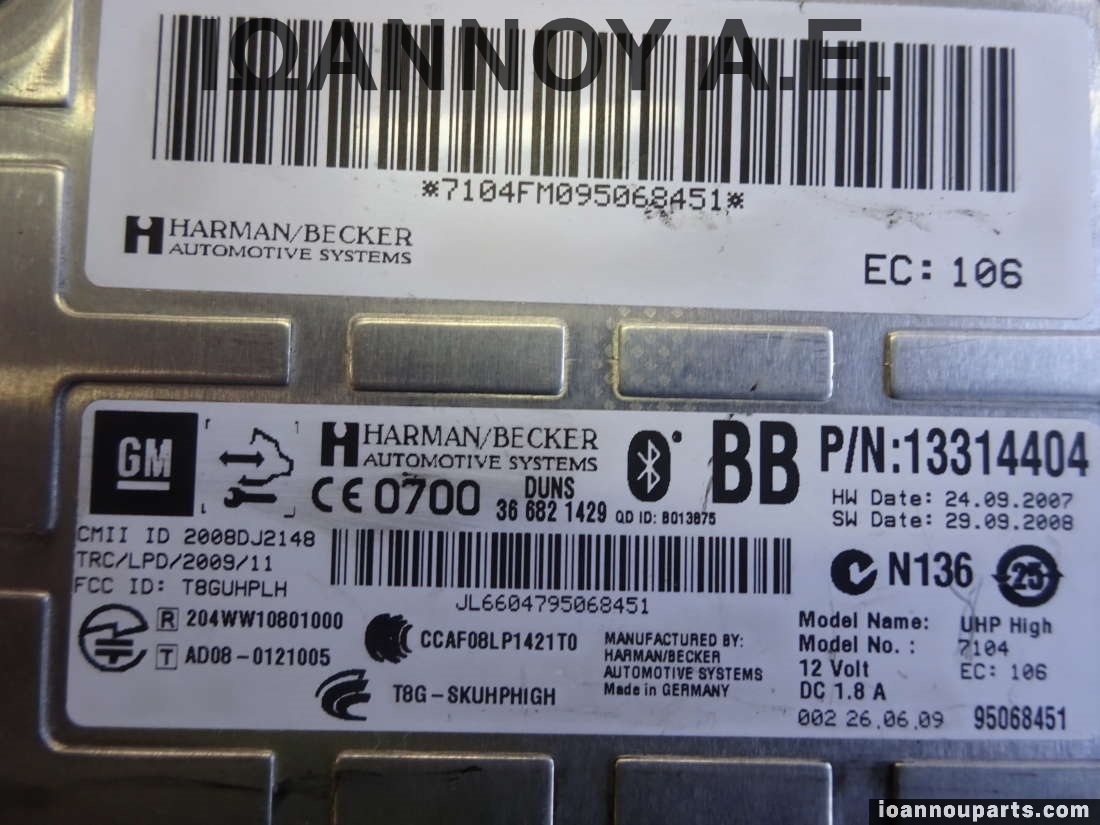 ΙΩΑΝΝΟΥ Α.Ε.
*7104FM095068451*
HARMAN/BECKER
AUTOMOTIVE SYSTEMS
EC: 106
GM
HARMAN/BECKER
AUTOMOTIVE SYSTEMS
CE 0700
DUNS
36 682 1429
QD ID: B013875
BB
P/N:13314404
HW Date: 24.09.2007
SW Date: 29.09.2008
CMII ID 2008DJ2148
TRC/LPD/2009/11
FCC ID: T8GUHPLH
JL6604795068451
N136
25
R 204WW10801000
T AD08-0121005
CCAF08LP1421T0
T8G-SKUHPHIGH
MANUFACTURED BY:
HARMAN/BECKER
AUTOMOTIVE SYSTEMS
Made in GERMANY
Model Name: UHP High
Model No.: 7104
12 Volt EC: 106
DC 1.8 A
002 26.06.09 95068451
ioannouparts.com